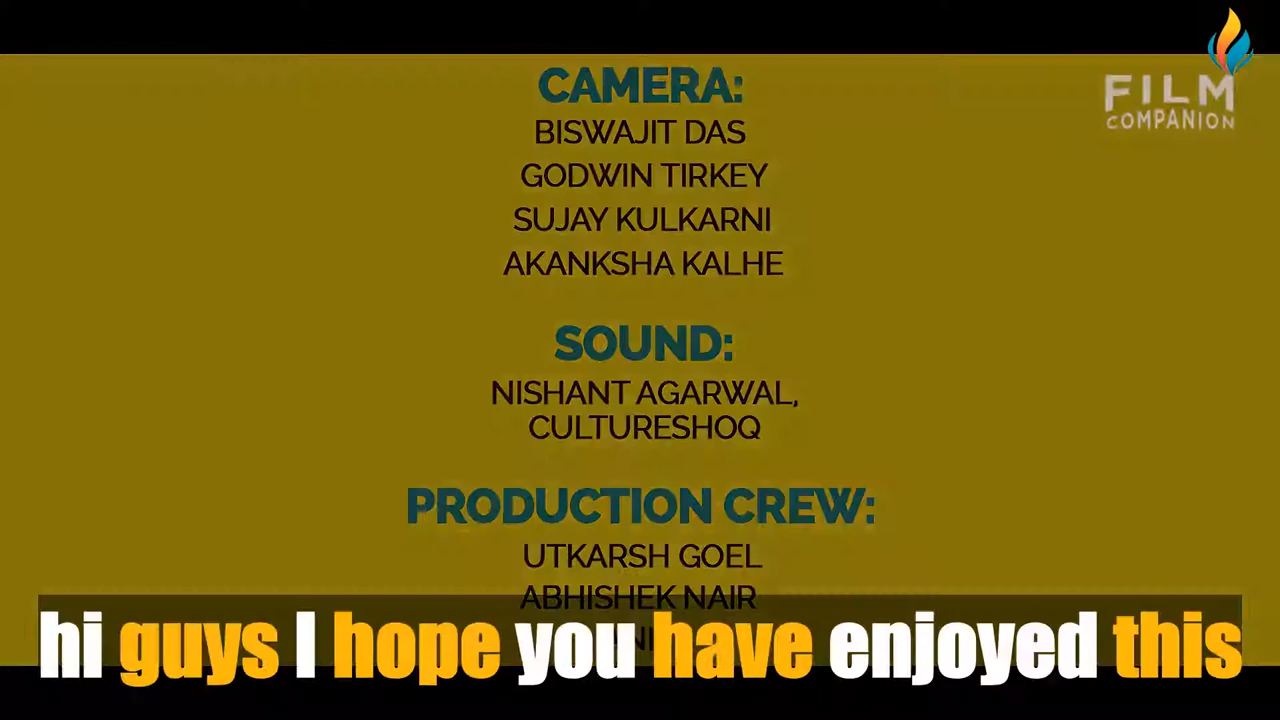 FILM
COMPANION
CAMERA:
BISWAJIT DAS
GODWIN TIRKEY
SUJAY KULKARNI
AKANKSHA KALHE
SOUND:
NISHANT AGARWAL,
CULTURESHOQ
PRODUCTION CREW:
UTKARSH GOEL
ABHISHEK NAIR
hi guys I hope you have enjoyed this